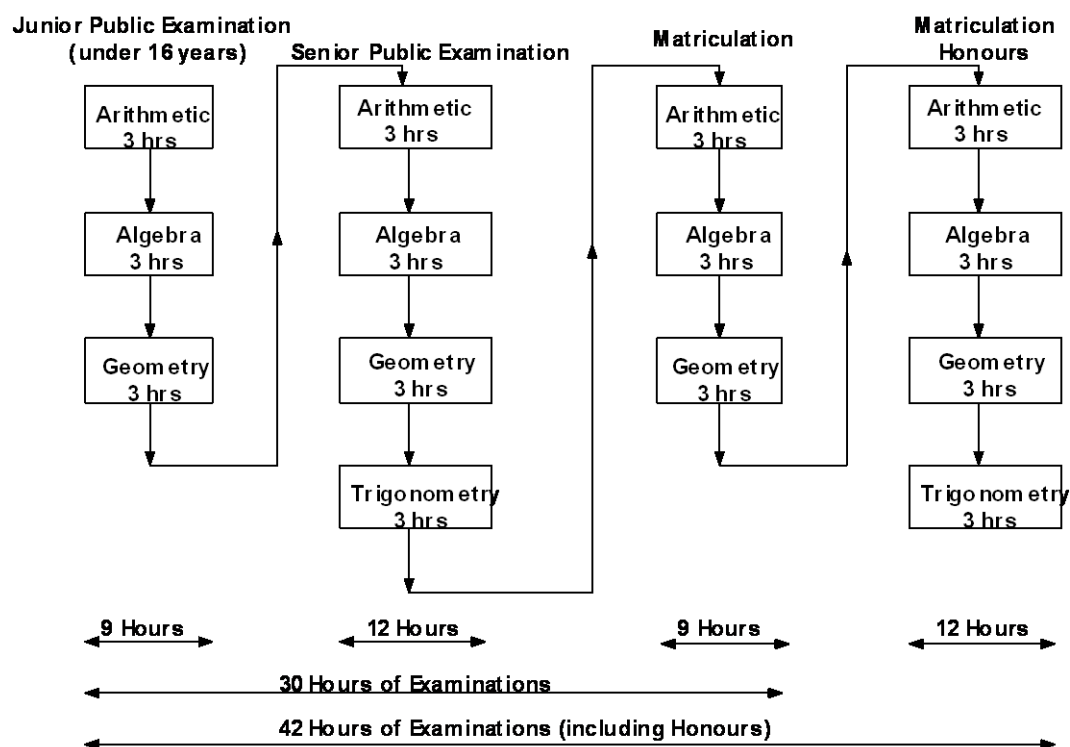 Junior Public Examination
(under 16 years)
Arithmetic
3 hrs
Algebra
3 hrs
Geometry
3 hrs
Senior Public Examination
Arithmetic
3 hrs
Algebra
3 hrs
Geometry
3 hrs
Trigonometry
3 hrs
Matriculation
Arithmetic
3 hrs
Algebra
3 hrs
Geometry
3 hrs
Matriculation
Honours
Arithmetic
3 hrs
Algebra
3 hrs
Geometry
3 hrs
Trigonometry
3 hrs
9 Hours
12 Hours
9 Hours
12 Hours
30 Hours of Examinations
42 Hours of Examinations (including Honours)